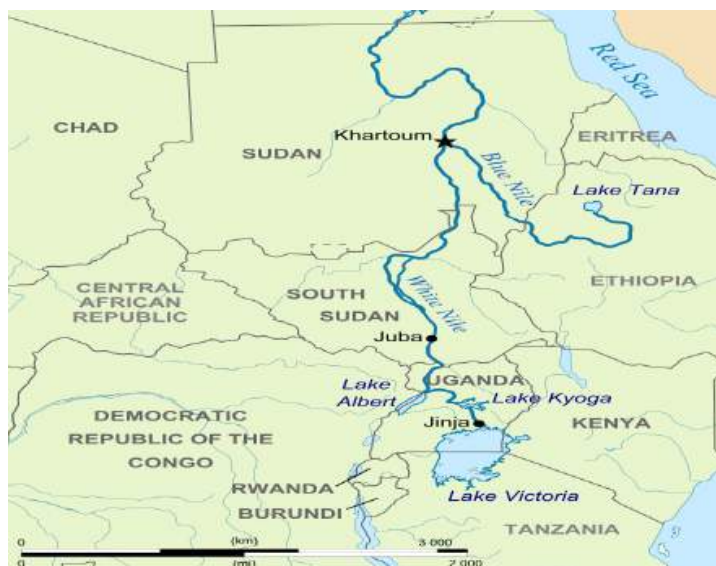 Red Sea
CHAD
Khartoum
SUDAN
ERITREA
Blue Nile
Lake Tana
ETHIOPIA
CENTRAL
AFRICAN
REPUBLIC
SOUTH
SUDAN
White Nile
Juba
UGANDA
Lake
Albert
Lake Kyoga
DEMOCRATIC
REPUBLIC OF THE
CONGO
Jinja
KENYA
RWANDA
Lake Victoria
BURUNDI
TANZANIA
0 (km) 3 000
0 (mi) 2 000